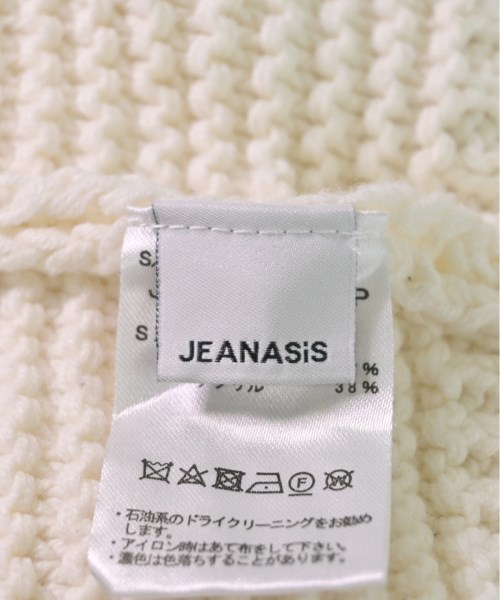 JEANASiS
38%
・石油系のドライクリーニングをお勧め
します。
・アイロン時はあて布をして下さい。
・濃色は色落ちすることがあります。